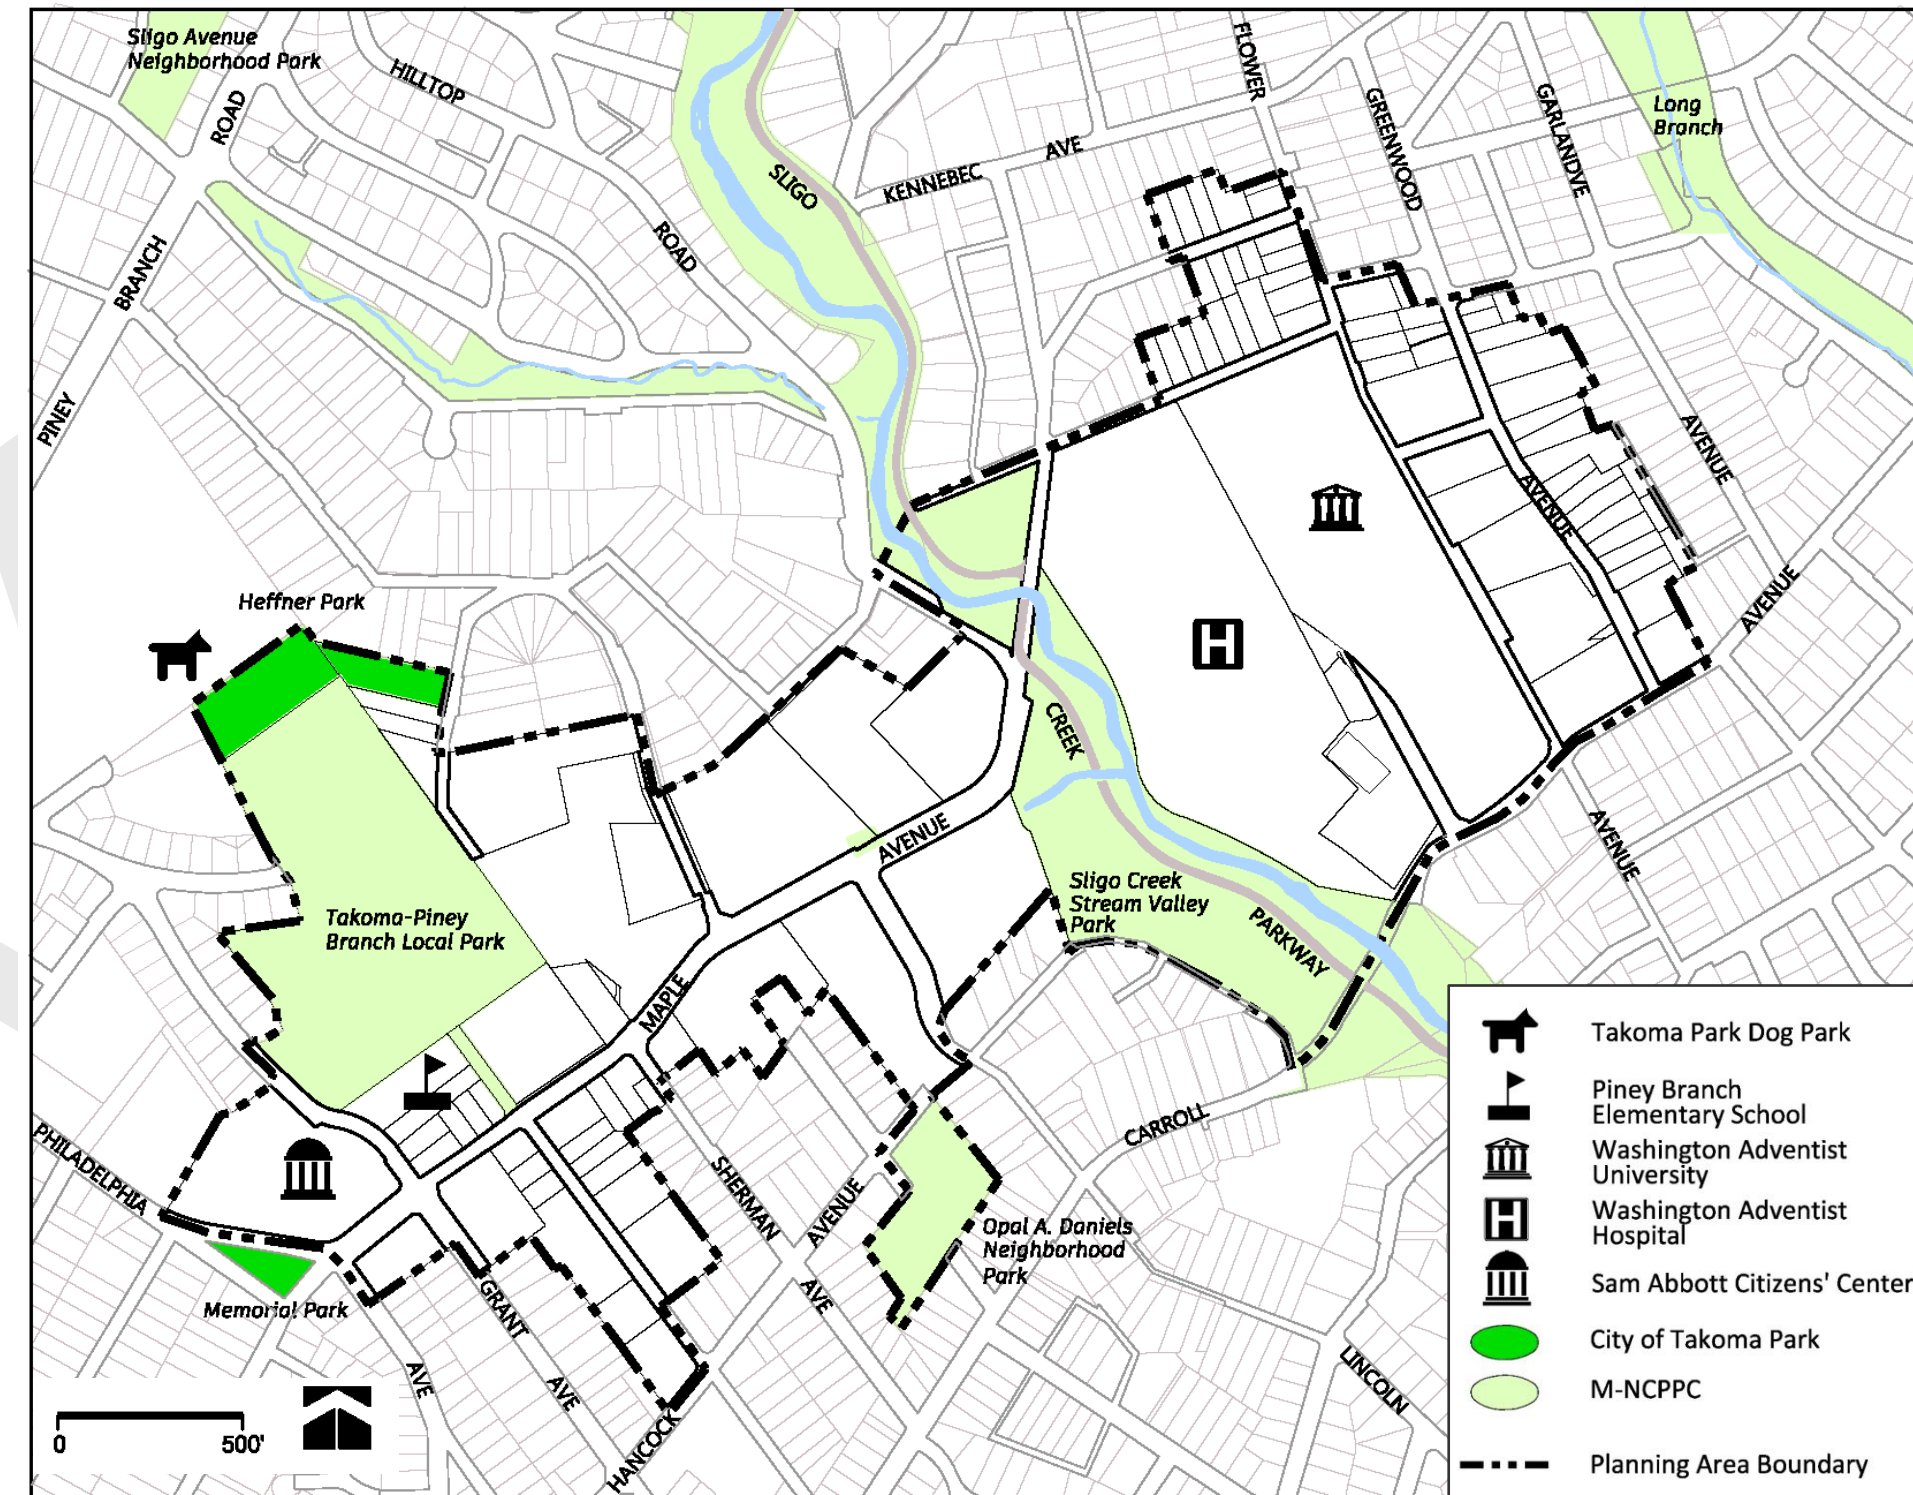 Sligo Avenue
Neighborhood Park
HILLTOP
ROAD
FLOWER
GREENWOOD
GARLANDVE
Long
Branch
SLIGO
KENNEBEC
AVE
ROAD
BRANCH
PINEY
AVENUE
AVENUE
AVENUE
Heffner Park
CREEK
AVENUE
AVENUE
Sligo Creek
Stream Valley
Park
PARKWAY
Takoma-Piney
Branch Local Park
MAPLE
PHILADELPHIA
CARROLL
SHERMAN
AVENUE
Opal A. Daniels
Neighborhood
Park
AVE
Memorial Park
GRANT
AVE
AVE
HANCOCK
LINCOLN
0
500'
Takoma Park Dog Park
Piney Branch
Elementary School
Washington Adventist
University
H
Washington Adventist
Hospital
Sam Abbott Citizens' Center
City of Takoma Park
M-NCPPC
Planning Area Boundary
H